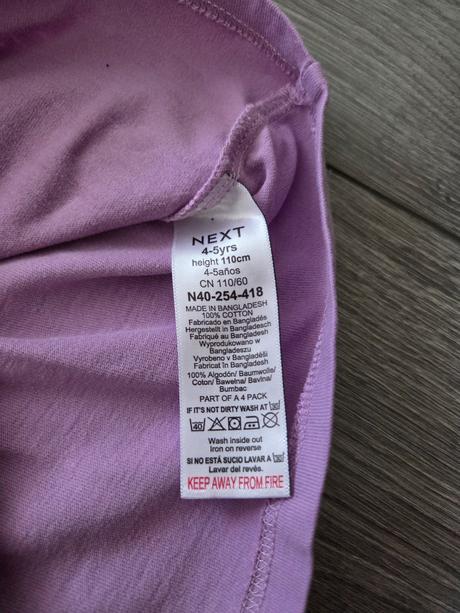 NEXT
4-5yrs
height 110cm
4-5años
CN 110/60
N40-254-418
MADE IN BANGLADESH
100% COTTON
Fabricado en Bangladés
Hergestellt in Bangladesch
Fabriqué au Bangladesh
Wyprodukowano w
Bangladeszu
Vyrobeno v Bangladéši
Fabricat în Bangladesh
100% Algodón/ Baumwolle/
Coton/ Bawełna/ Bavlna/
Bumbac
PART OF A 4 PACK
IF IT'S NOT DIRTY WASH AT 30
40
Wash inside out
Iron on reverse
SI NO ESTÁ SUCIO LAVAR A 30
Lavar del revés.
KEEP AWAY FROM FIRE